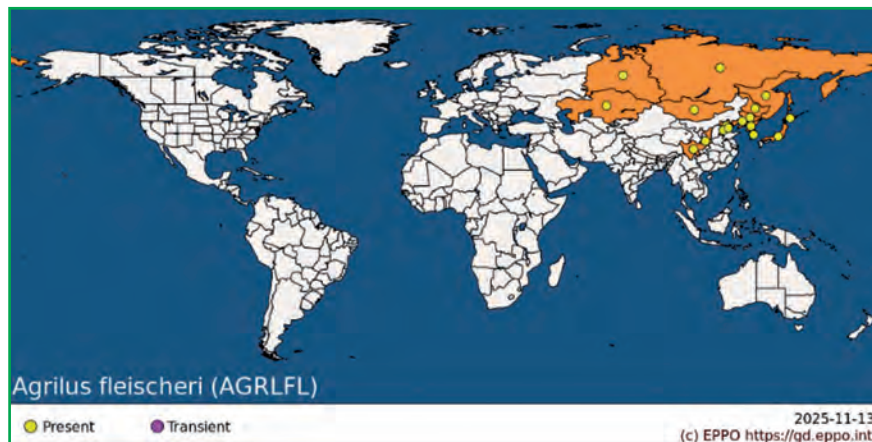 Agrilus fleischeri (AGRLFL)
Present
Transient
2025-11-13
(c) EPPO https://gd.eppo.int